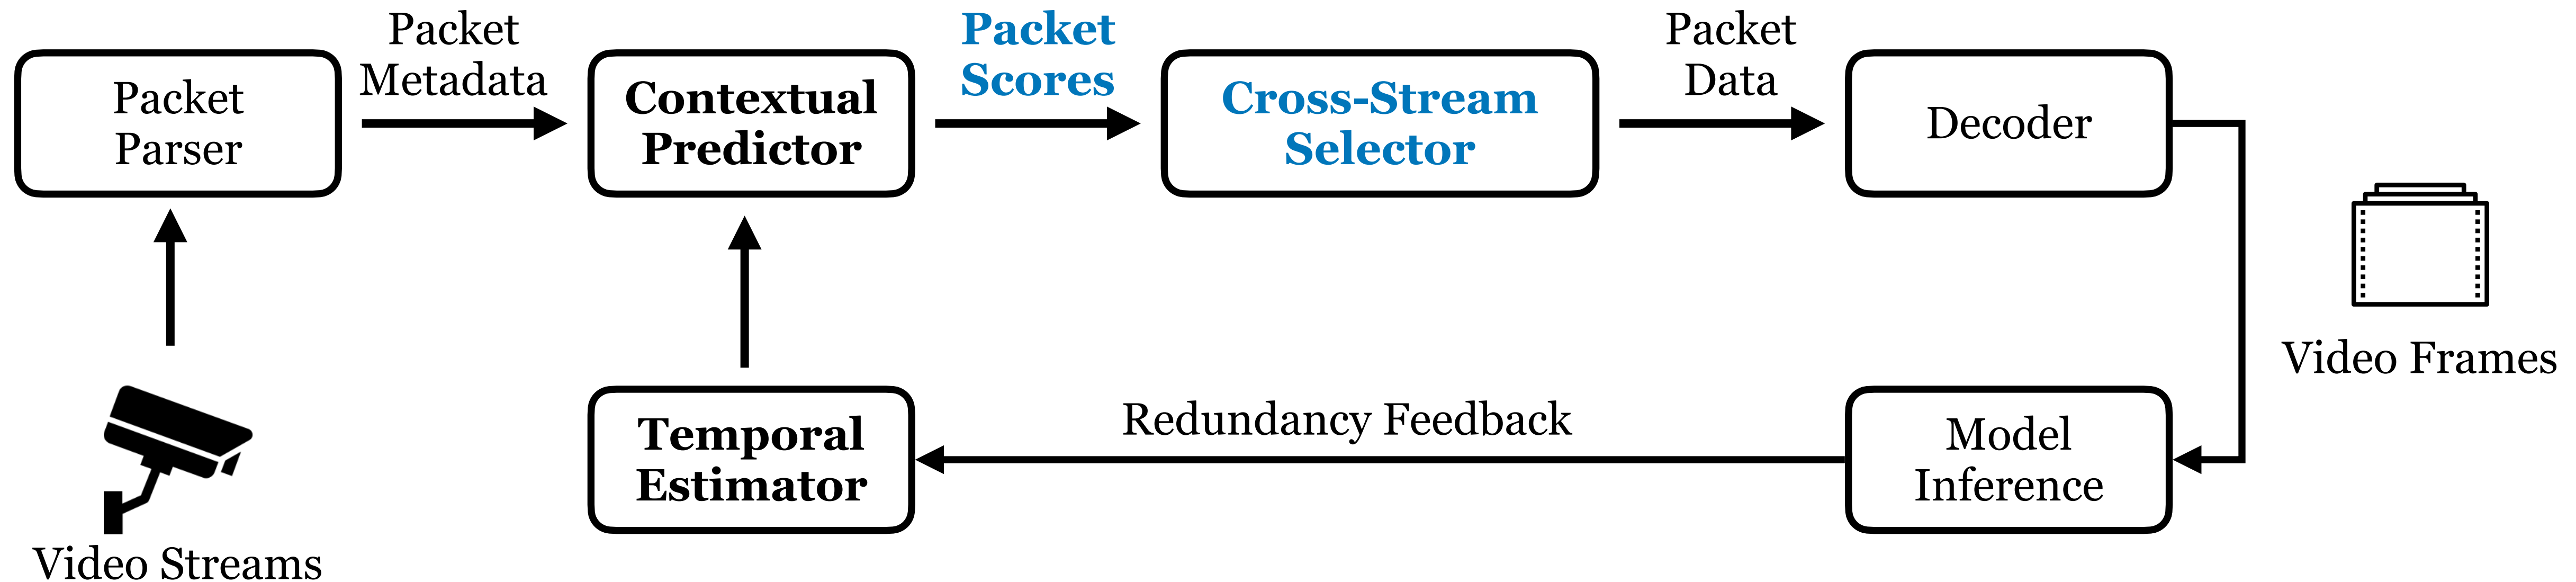 Packet
Parser
Packet
Metadata
Contextual
Predictor
Packet
Scores
Cross-Stream
Selector
Packet
Data
Decoder
Video Frames
Model
Inference
Redundancy Feedback
Temporal
Estimator
Video Streams